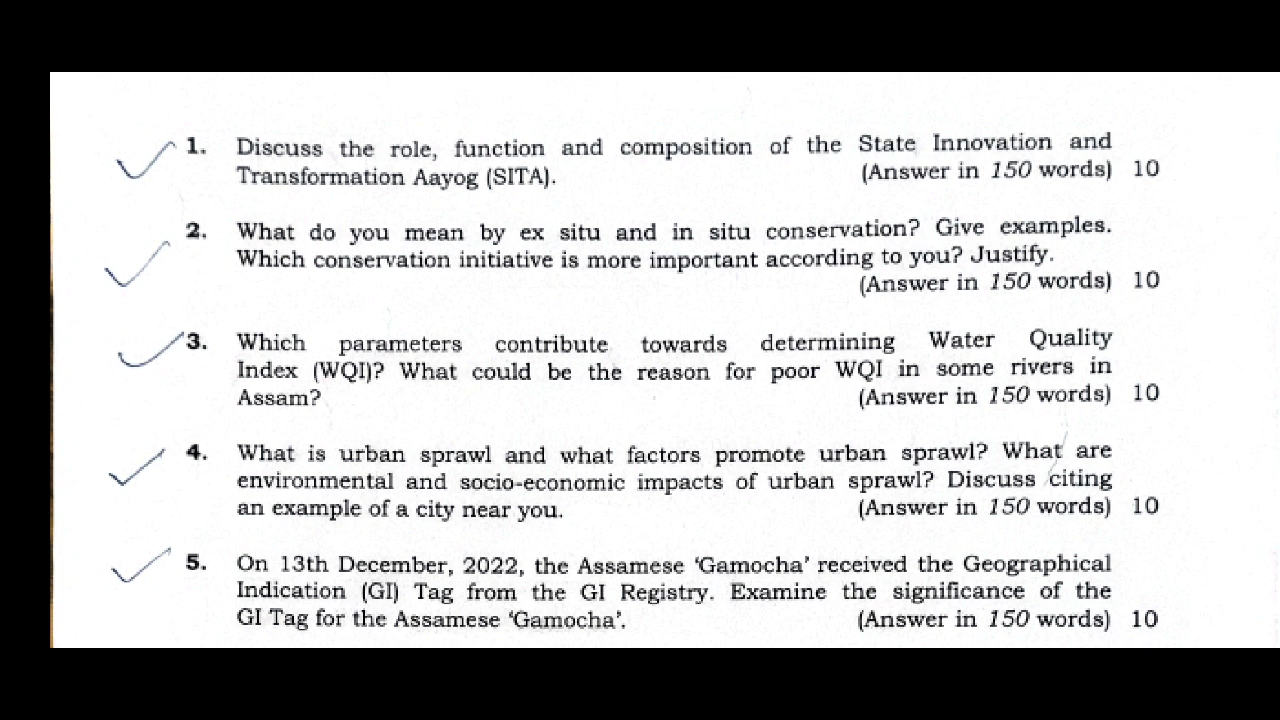 1. Discuss the role, function and composition of the State Innovation and
Transformation Aayog (SITA). (Answer in 150 words) 10
2. What do you mean by ex situ and in situ conservation? Give examples.
Which conservation initiative is more important according to you? Justify.
(Answer in 150 words) 10
3. Which parameters contribute towards determining Water Quality
Index (WQI)? What could be the reason for poor WQI in some rivers in
Assam? (Answer in 150 words) 10
4. What is urban sprawl and what factors promote urban sprawl? What are
environmental and socio-economic impacts of urban sprawl? Discuss citing
an example of a city near you. (Answer in 150 words) 10
5. On 13th December, 2022, the Assamese ‘Gamocha’ received the Geographical
Indication (GI) Tag from the GI Registry. Examine the significance of the
GI Tag for the Assamese ‘Gamocha’. (Answer in 150 words) 10